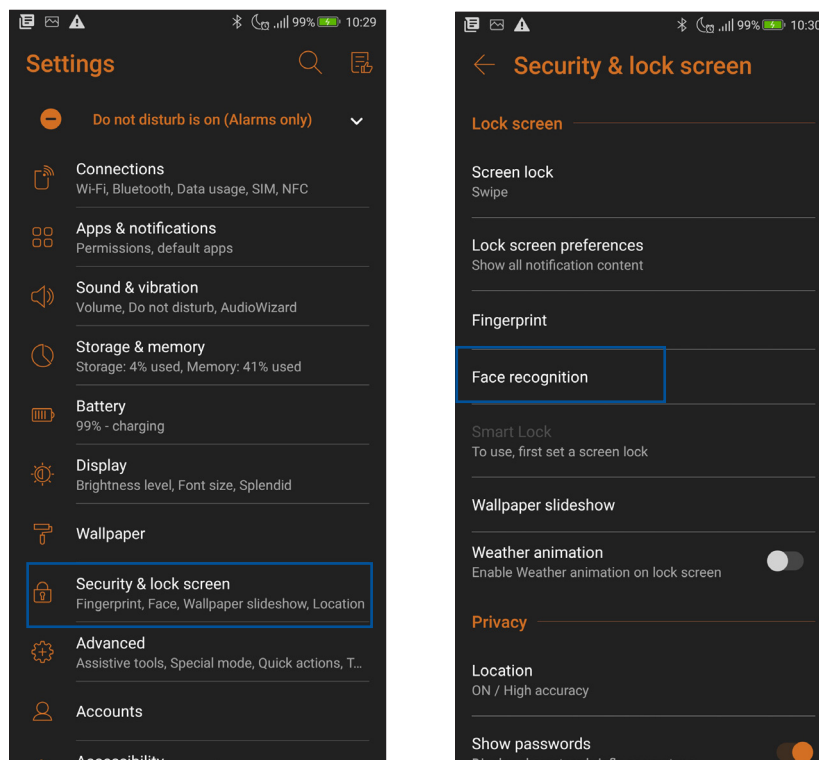 99% 10:29
Settings
Do not disturb is on (Alarms only)
Connections
Wi-Fi, Bluetooth, Data usage, SIM, NFC
Apps & notifications
Permissions, default apps
Sound & vibration
Volume, Do not disturb, AudioWizard
Storage & memory
Storage: 4% used, Memory: 41% used
Battery
99% - charging
Display
Brightness level, Font size, Splendid
Wallpaper
Security & lock screen
Fingerprint, Face, Wallpaper slideshow, Location
Advanced
Assistive tools, Special mode, Quick actions, T...
Accounts
Accessibility
99% 10:30
Security & lock screen
Lock screen
Screen lock
Swipe
Lock screen preferences
Show all notification content
Fingerprint
Face recognition
Smart Lock
To use, first set a screen lock
Wallpaper slideshow
Weather animation
Enable Weather animation on lock screen
Privacy
Location
ON / High accuracy
Show passwords